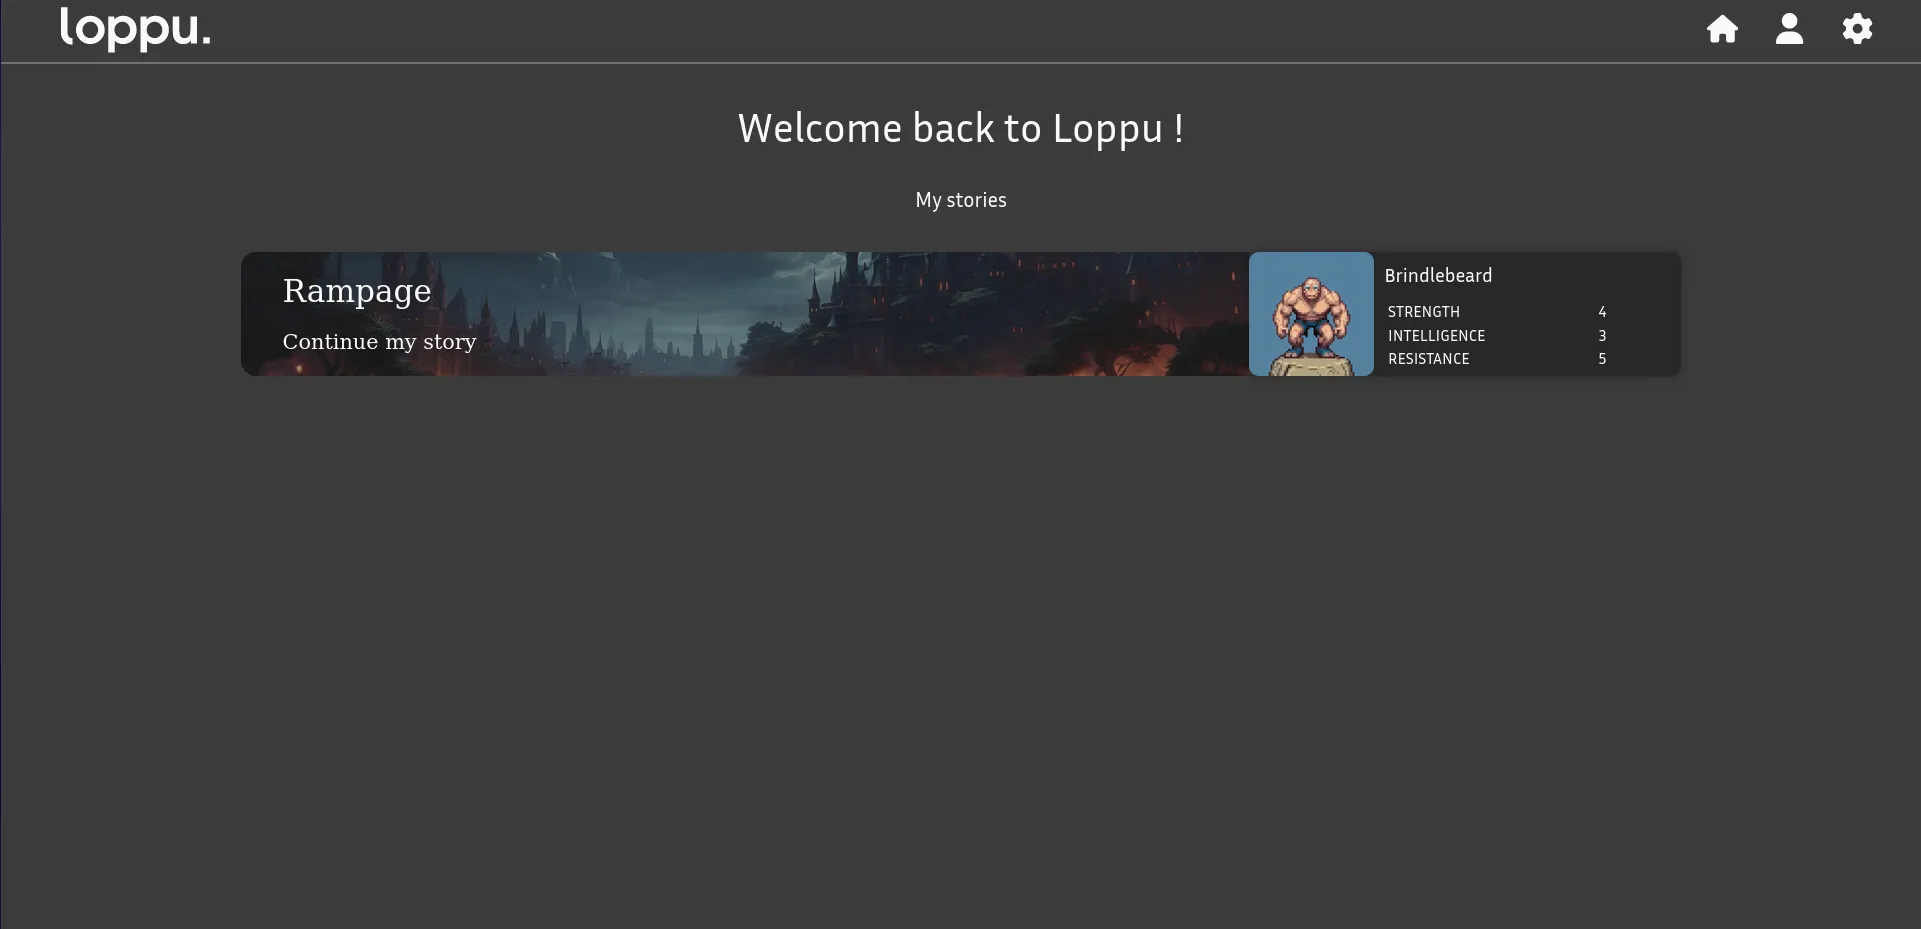 loppu.
Welcome back to Loppu !
My stories
Rampage
Continue my story
Brindlebeard
STRENGTH 4
INTELLIGENCE 3
RESISTANCE 5